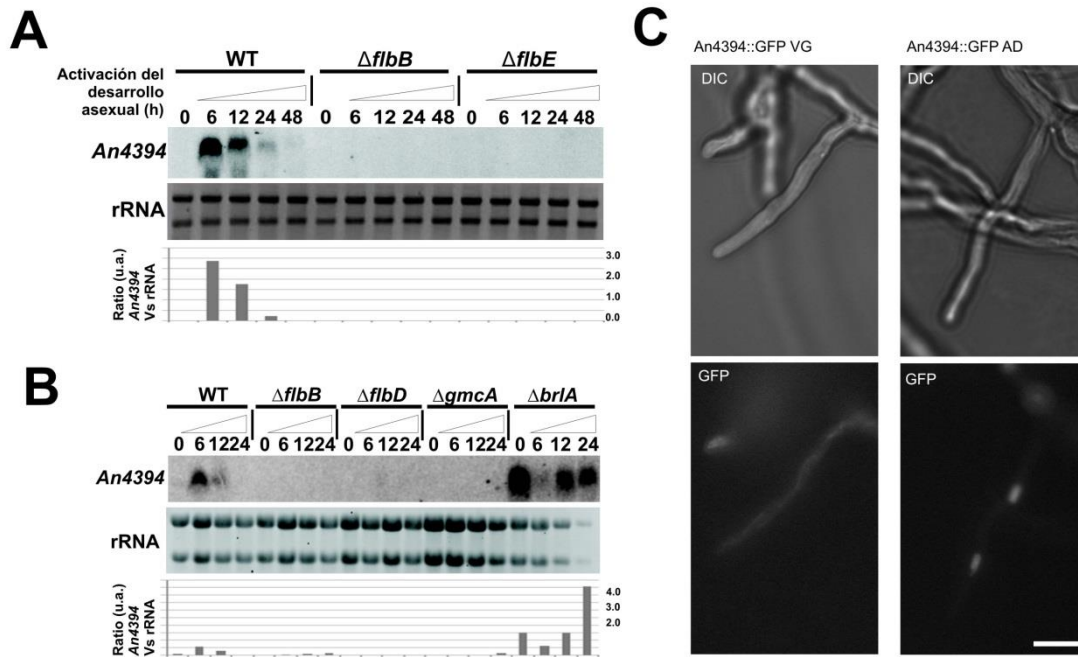 A
WT ΔflbB ΔflbE
Activación del
desarrollo
asexual (h)
0 6 12 24 48 0 6 12 24 48 0 6 12 24 48
An4394
rRNA
Ratio (u.a.)
An4394
Vs rRNA
3.0
2.0
1.0
0.0
B
WT ΔflbB ΔflbD ΔgmcA ΔbrlA
0 6 1224 0 6 1224 0 6 1224 0 6 1224 0 6 12 24
An4394
rRNA
Ratio (u.a.)
An4394
Vs rRNA
4.0
3.0
2.0
C
An4394::GFP VG An4394::GFP AD
DIC DIC
GFP GFP